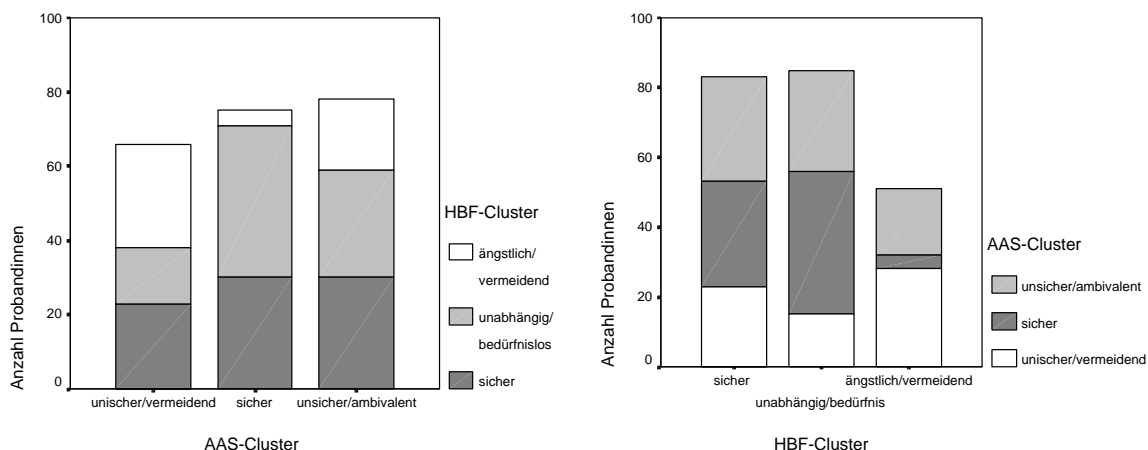 100
80
60
40
20
0
Anzahl Probandinnen
unischer/vermeidend
sicher
unsicher/ambivalent
AAS-Cluster
HBF-Cluster
ängstlich/
vermeidend
unabhängig/
bedürfnislos
sicher
100
80
60
40
20
0
Anzahl Probandinnen
sicher
ängstlich/vermeidend
unabhängig/bedürfnis
HBF-Cluster
AAS-Cluster
unsicher/ambivalent
sicher
unischer/vermeidend